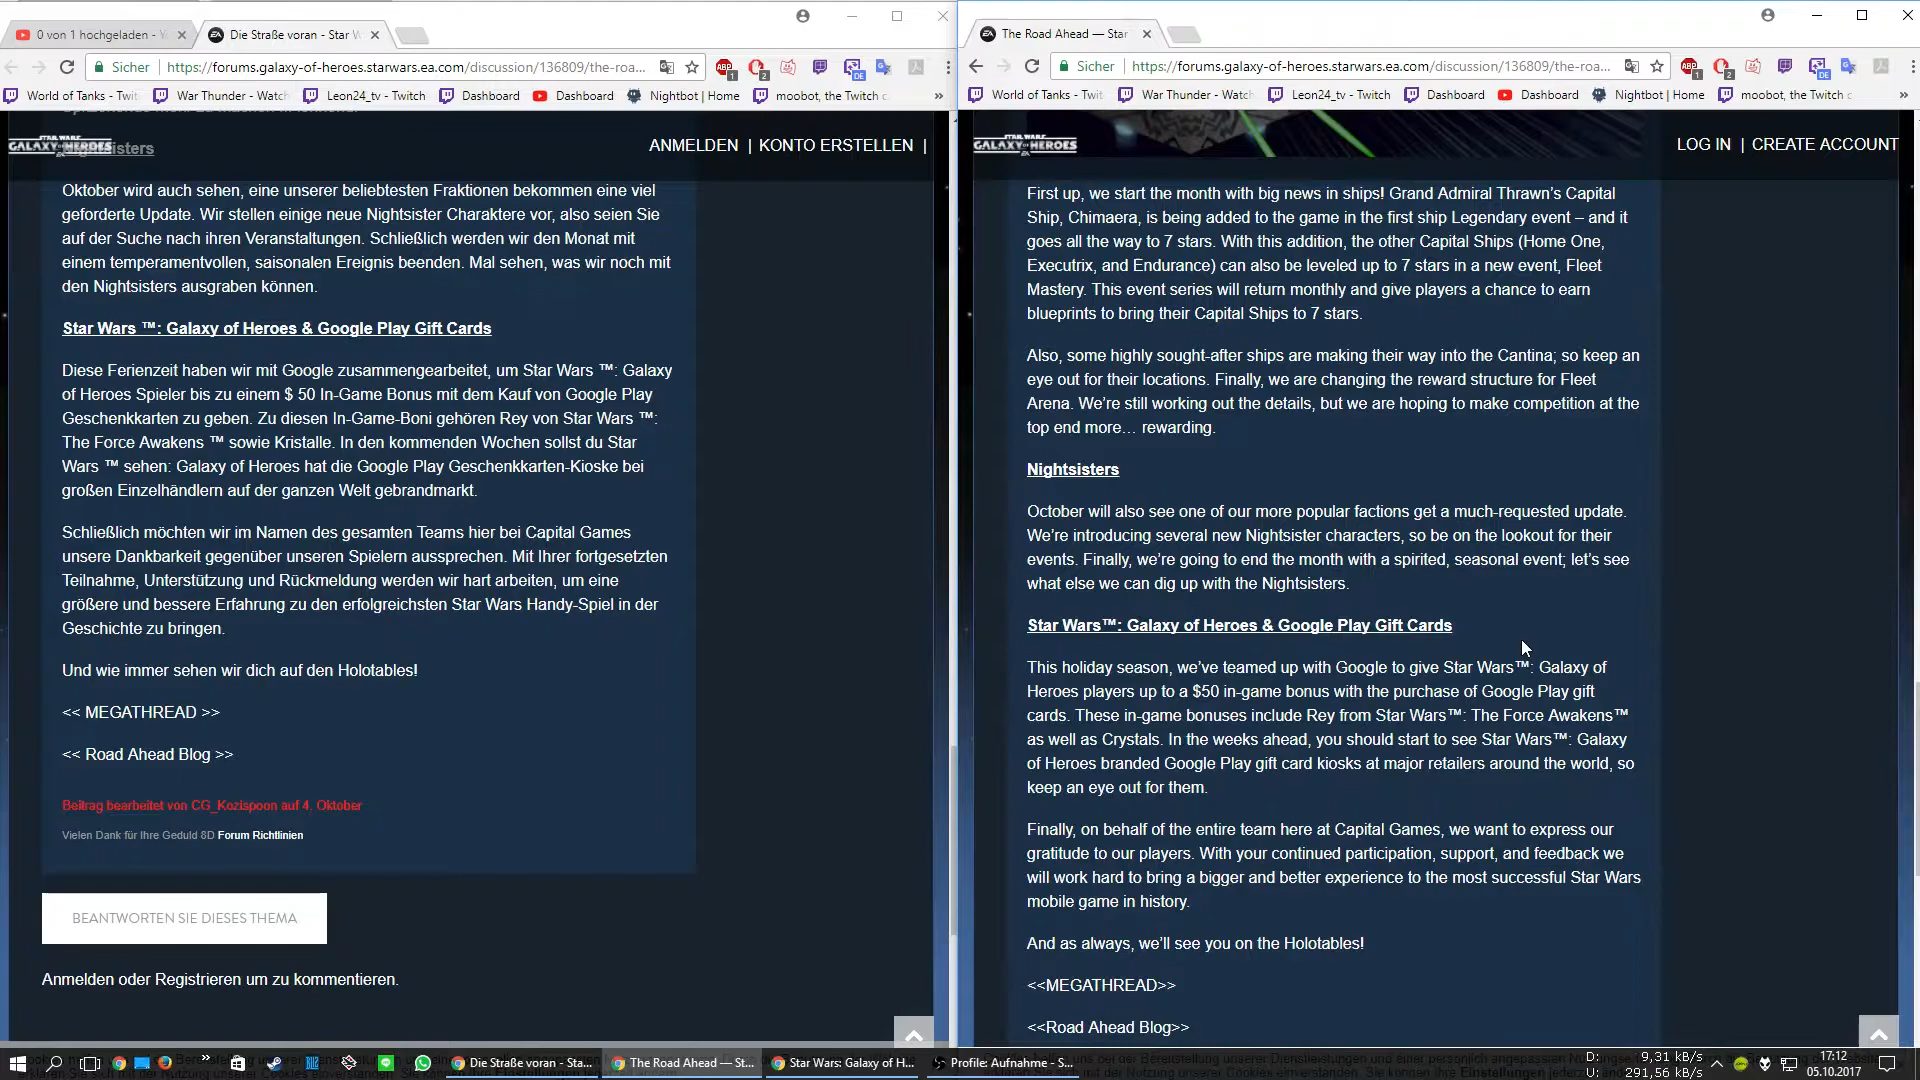 0 von 1 hochgeladen - Y
Die Straße voran - Star W
Sicher
https://forums.galaxy-of-heroes.starwars.ea.com/discussion/136809/the-roa...
World of Tanks - Twit
War Thunder - Watch
Leon24_tv - Twitch
Dashboard
Dashboard
Nightbot | Home
moobot, the Twitch c
»
STAR WARS
GALAXY OF HEROES
ANMELDEN | KONTO ERSTELLEN |
Oktober wird auch sehen, eine unserer beliebtesten Fraktionen bekommen eine viel
geforderte Update. Wir stellen einige neue Nightsister Charaktere vor, also seien Sie
auf der Suche nach ihren Veranstaltungen. Schließlich werden wir den Monat mit
einem temperamentvollen, saisonalen Ereignis beenden. Mal sehen, was wir noch mit
den Nightsisters ausgraben können.
Star Wars ™: Galaxy of Heroes & Google Play Gift Cards
Diese Ferienzeit haben wir mit Google zusammengearbeitet, um Star Wars ™: Galaxy
of Heroes Spieler bis zu einem $ 50 In-Game Bonus mit dem Kauf von Google Play
Geschenkkarten zu geben. Zu diesen In-Game-Boni gehören Rey von Star Wars ™:
The Force Awakens ™ sowie Kristalle. In den kommenden Wochen sollst du Star
Wars ™ sehen: Galaxy of Heroes hat die Google Play Geschenkkarten-Kioske bei
großen Einzelhändlern auf der ganzen Welt gebrandmarkt.
Schließlich möchten wir im Namen des gesamten Teams hier bei Capital Games
unsere Dankbarkeit gegenüber unseren Spielern aussprechen. Mit Ihrer fortgesetzten
Teilnahme, Unterstützung und Rückmeldung werden wir hart arbeiten, um eine
größere und bessere Erfahrung zu den erfolgreichsten Star Wars Handy-Spiel in der
Geschichte zu bringen.
Und wie immer sehen wir dich auf den Holotables!
<< MEGATHREAD >>
<< Road Ahead Blog >>
Beitrag bearbeitet von CG_Kozispoon auf 4. Oktober
Vielen Dank für Ihre Geduld 8D Forum Richtlinien
BEANTWORTEN SIE DIESES THEMA
Anmelden oder Registrieren um zu kommentieren.
The Road Ahead — Star
Sicher
https://forums.galaxy-of-heroes.starwars.ea.com/discussion/136809/the-roa...
World of Tanks - Twit
War Thunder - Watch
Leon24_tv - Twitch
Dashboard
Dashboard
Nightbot | Home
moobot, the Twitch c
»
STAR WARS
GALAXY OF HEROES
LOG IN | CREATE ACCOUNT
First up, we start the month with big news in ships! Grand Admiral Thrawn’s Capital
Ship, Chimaera, is being added to the game in the first ship Legendary event – and it
goes all the way to 7 stars. With this addition, the other Capital Ships (Home One,
Executrix, and Endurance) can also be leveled up to 7 stars in a new event, Fleet
Mastery. This event series will return monthly and give players a chance to earn
blueprints to bring their Capital Ships to 7 stars.
Also, some highly sought-after ships are making their way into the Cantina; so keep an
eye out for their locations. Finally, we are changing the reward structure for Fleet
Arena. We’re still working out the details, but we are hoping to make competition at the
top end more… rewarding.
Nightsisters
October will also see one of our more popular factions get a much-requested update.
We’re introducing several new Nightsister characters, so be on the lookout for their
events. Finally, we’re going to end the month with a spirited, seasonal event; let’s see
what else we can dig up with the Nightsisters.
Star Wars™: Galaxy of Heroes & Google Play Gift Cards
This holiday season, we’ve teamed up with Google to give Star Wars™: Galaxy of
Heroes players up to a $50 in-game bonus with the purchase of Google Play gift
cards. These in-game bonuses include Rey from Star Wars™: The Force Awakens™
as well as Crystals. In the weeks ahead, you should start to see Star Wars™: Galaxy
of Heroes branded Google Play gift card kiosks at major retailers around the world, so
keep an eye out for them.
Finally, on behalf of the entire team here at Capital Games, we want to express our
gratitude to our players. With your continued participation, support, and feedback we
will work hard to bring a bigger and better experience to the most successful Star Wars
mobile game in history.
And as always, we’ll see you on the Holotables!
<<MEGATHREAD>>
<<Road Ahead Blog>>
Die Straße voran - Sta...
The Road Ahead — St...
Star Wars: Galaxy of H...
Profile: Aufnahme - S...
D: 9,31 kB/s
U: 291,56 kB/s
17:12
05.10.2017